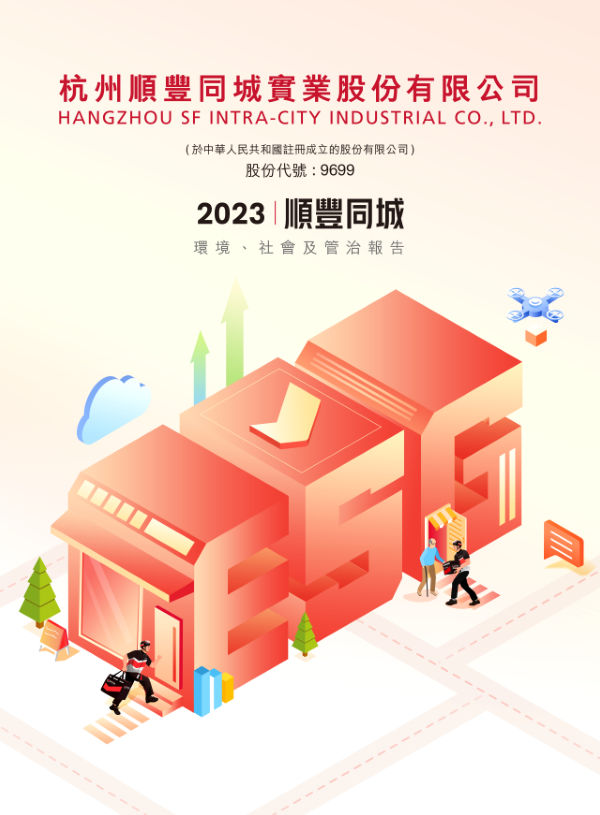 杭州順豐同城實業股份有限公司
HANGZHOU SF INTRA-CITY INDUSTRIAL CO., LTD.
(於中華人民共和國註冊成立的股份有限公司)
股份代號：9699
2023 | 順豐同城
環境、社會及管治報告
ESG